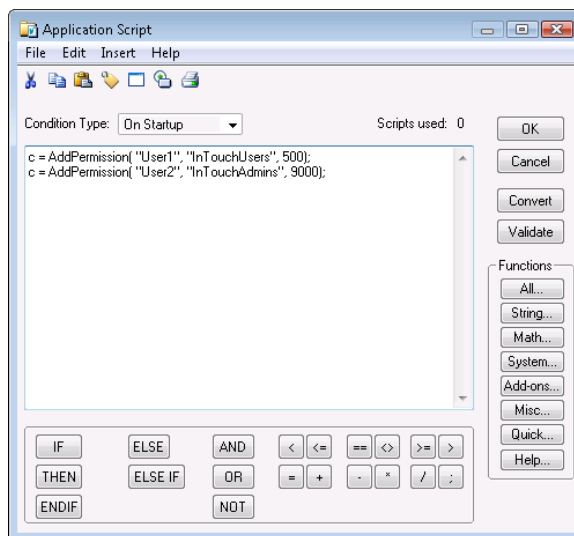 Application Script
File Edit Insert Help
Condition Type: On Startup Scripts used: 0
OK
Cancel
Convert
Validate
c = AddPermission( "User1", "InTouchUsers", 500);
c = AddPermission( "User2", "InTouchAdmins", 9000);
Functions
All...
String...
Math...
System...
Add-ons...
Misc...
Quick...
Help...
IF ELSE AND < <= == <> >= >
THEN ELSE IF OR = + - * / ;
ENDIF NOT